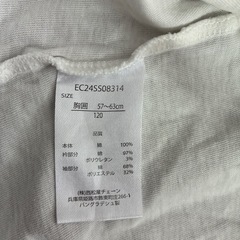 EC24SS08314
SIZE
胸囲 57〜63cm
120
品質
本体 綿 100%
衿部分 綿 97%
ポリウレタン 3%
袖部分 綿 68%
ポリエステル 32%
(株)西松屋チェーン
兵庫県姫路市飾東町庄266-1
バングラデシュ製